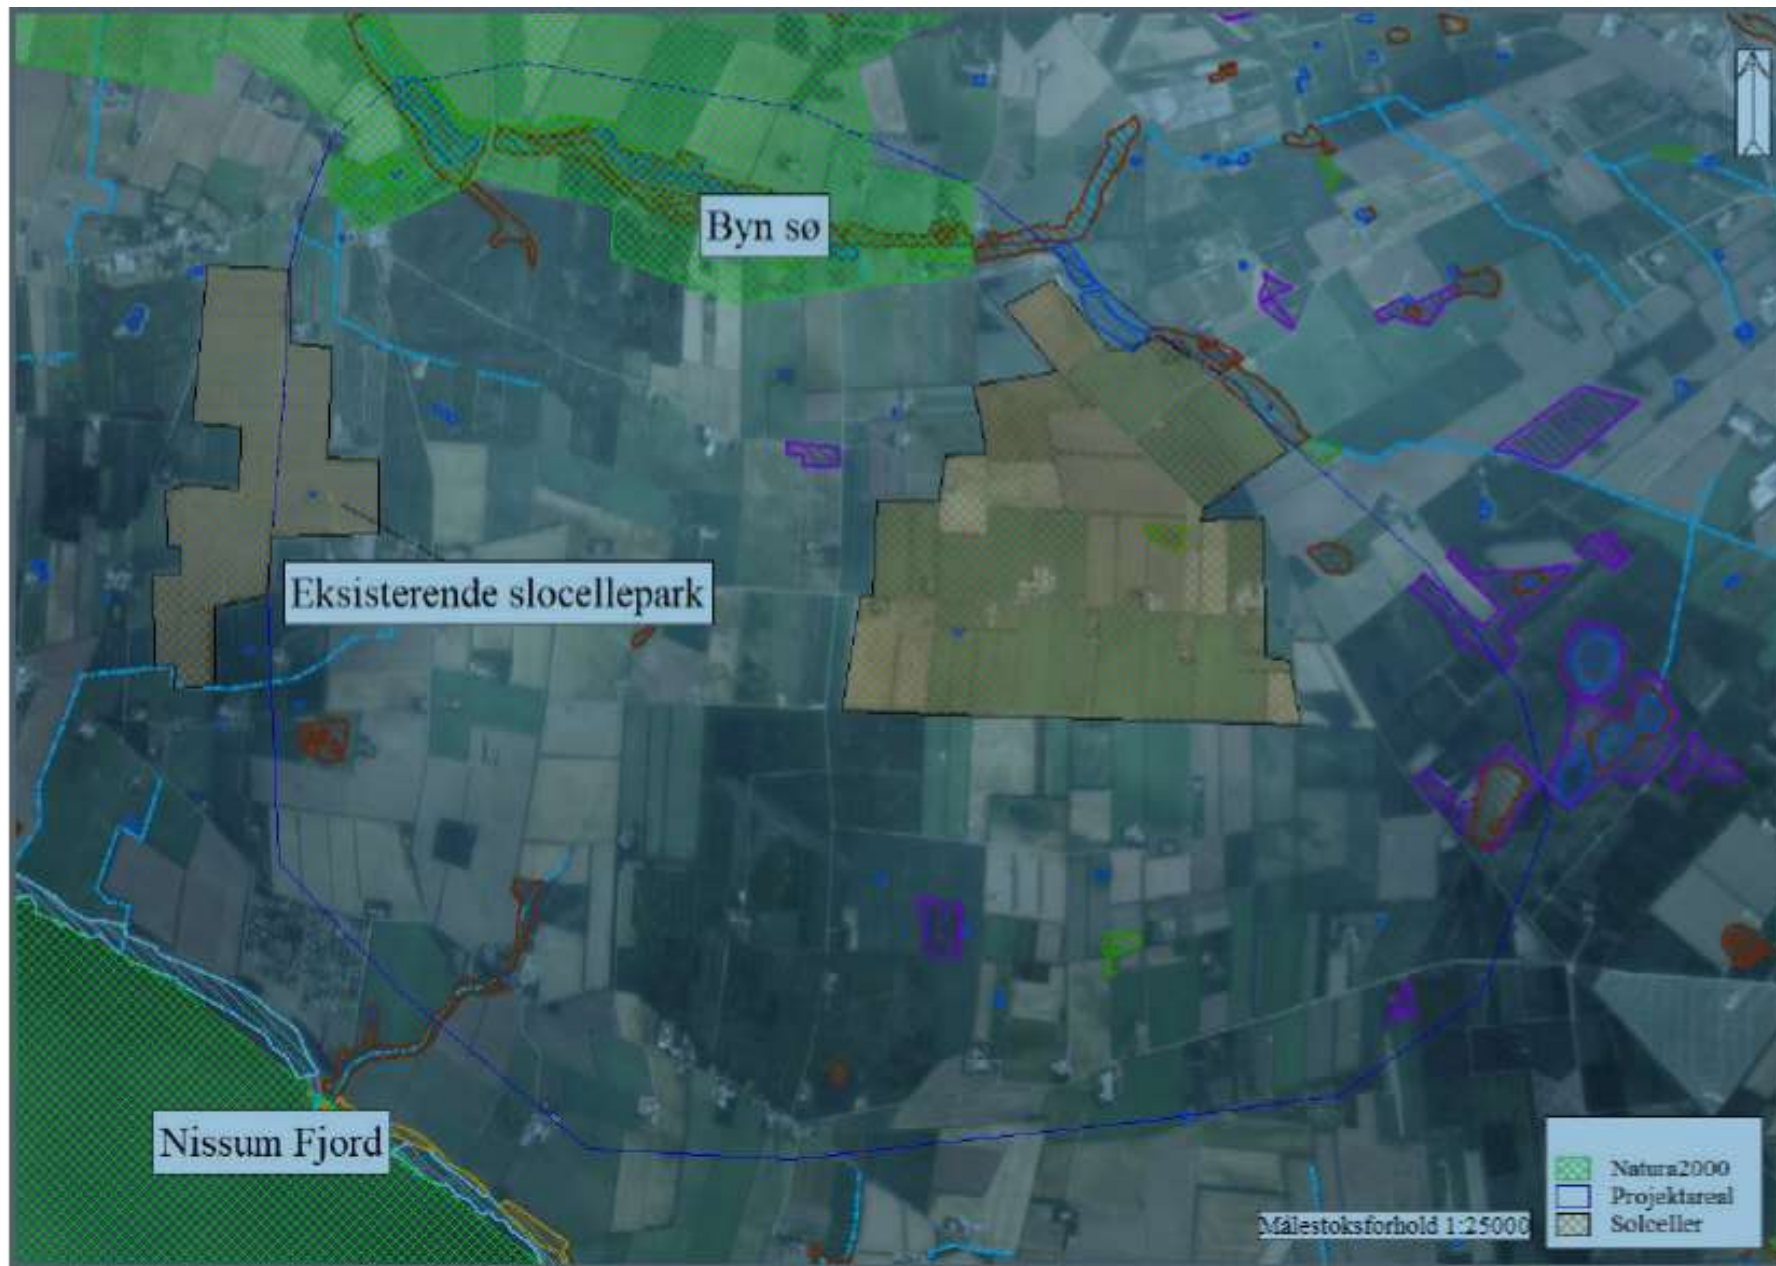 Byn sø
Eksisterende slocellepark
Nissum Fjord
Målestoksforhold 1:25000
Natura2000
Projektareal
Solceller